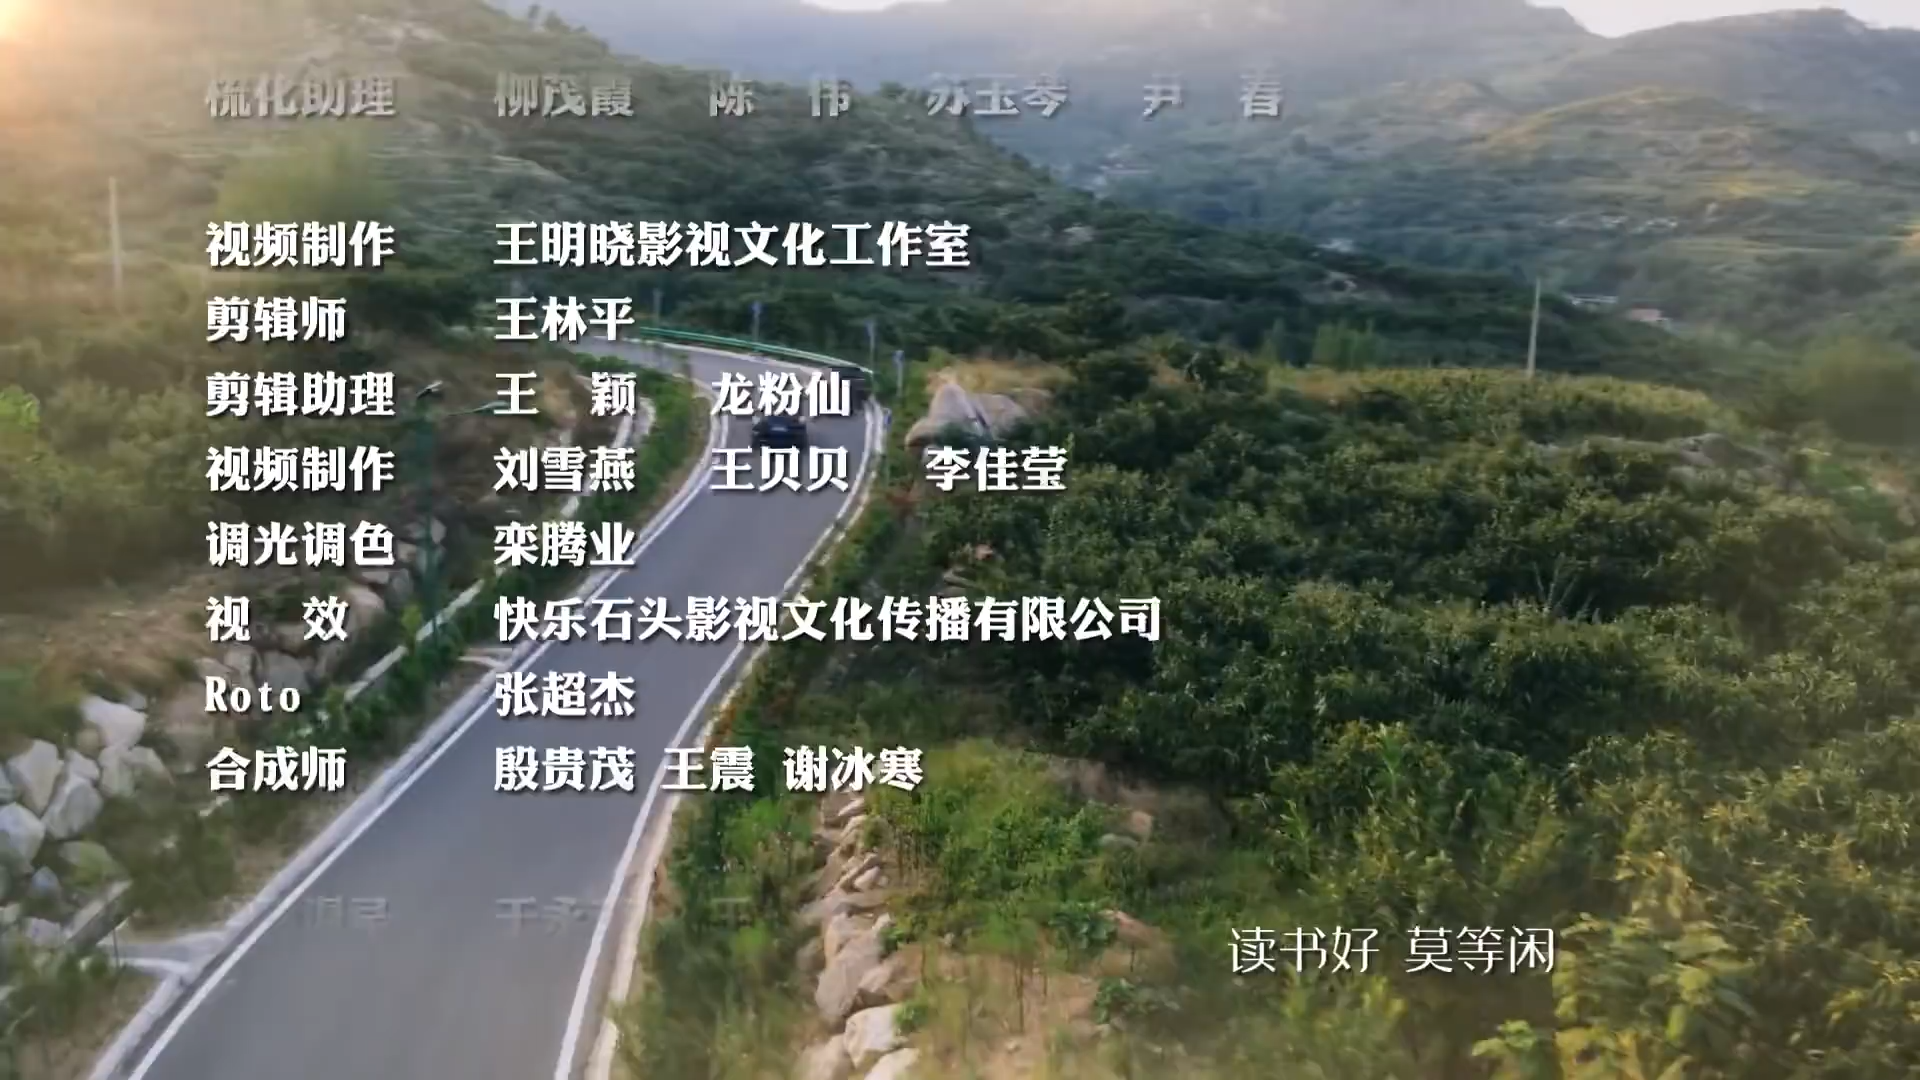 梳化助理 柳茂霞 陈 伟 苏玉琴 尹 春
视频制作 王明晓影视文化工作室
剪辑师 王林平
剪辑助理 王 颖 龙粉仙
视频制作 刘雪燕 王贝贝 李佳莹
调光调色 栾腾业
视 效 快乐石头影视文化传播有限公司
Roto 张超杰
合成师 殷贵茂 王震 谢冰寒
读书好 莫等闲